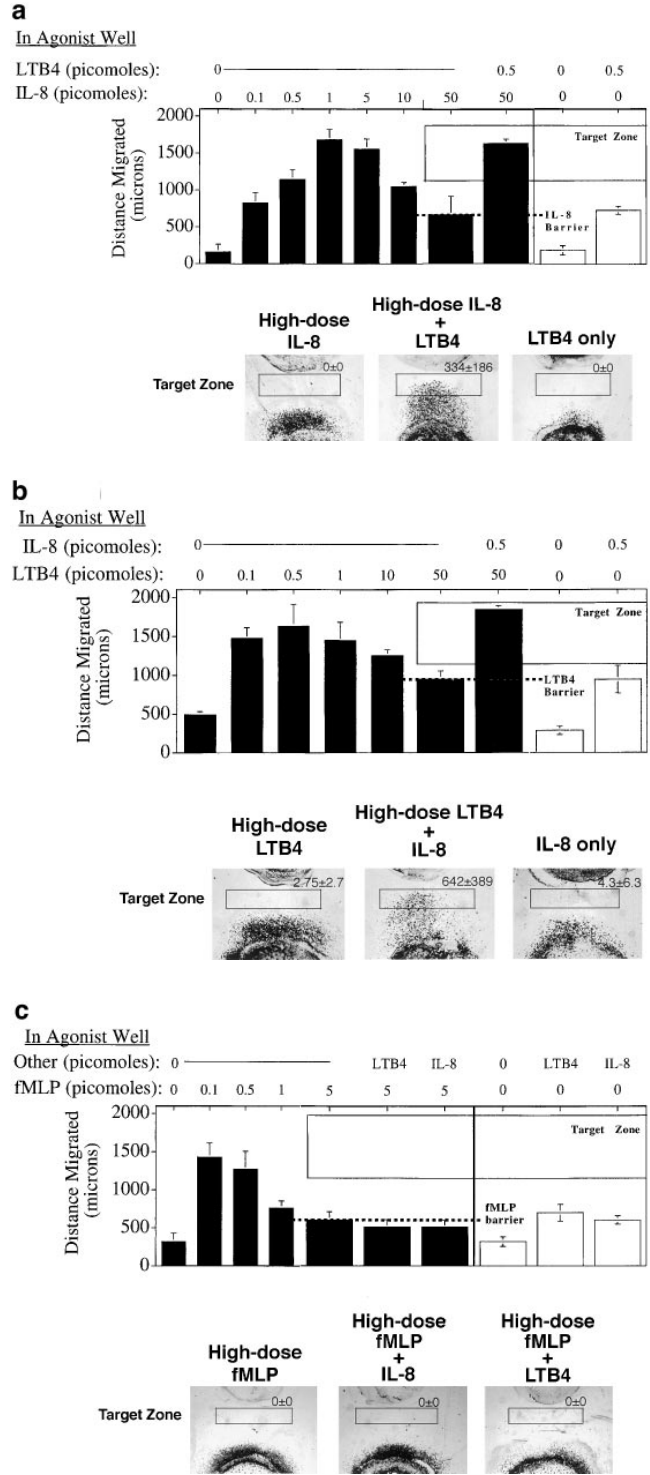 a
In Agonist Well
LTB4 (picomoles): 0 0.5 0 0.5
IL-8 (picomoles): 0 0.1 0.5 1 5 10 50 50 0 0
2000
1500
1000
500
0
Distance Migrated
(microns)
Target Zone
IL-8
Barrier
High-dose
IL-8
High-dose IL-8
+
LTB4
LTB4 only
Target Zone
0±0
334±186
0±0
b
In Agonist Well
IL-8 (picomoles): 0 0.5 0 0.5
LTB4 (picomoles): 0 0.1 0.5 1 10 50 50 0 0
2000
1500
1000
500
0
Distance Migrated
(microns)
Target Zone
LTB4
Barrier
High-dose
LTB4
High-dose LTB4
+
IL-8
IL-8 only
Target Zone
2.75±2.7
642±389
4.3±6.3
c
In Agonist Well
Other (picomoles): 0 LTB4 IL-8 0 LTB4 IL-8
fMLP (picomoles): 0 0.1 0.5 1 5 5 5 0 0 0
2000
1500
1000
500
0
Distance Migrated
(microns)
Target Zone
fMLP
barrier
High-dose
fMLP
High-dose
fMLP
+
IL-8
High-dose
fMLP
+
LTB4
Target Zone
0±0
0±0
0±0